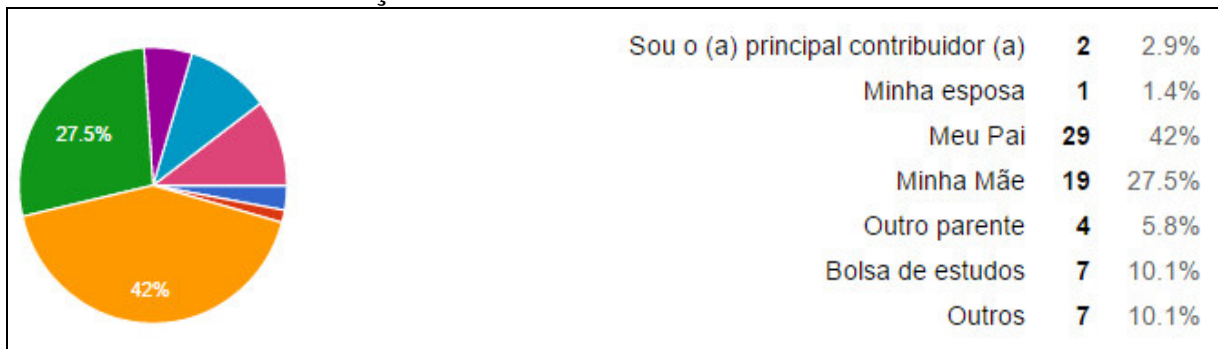 27.5%
42%
Sou o (a) principal contribuidor (a) 2 2.9%
Minha esposa 1 1.4%
Meu Pai 29 42%
Minha Mãe 19 27.5%
Outro parente 4 5.8%
Bolsa de estudos 7 10.1%
Outros 7 10.1%